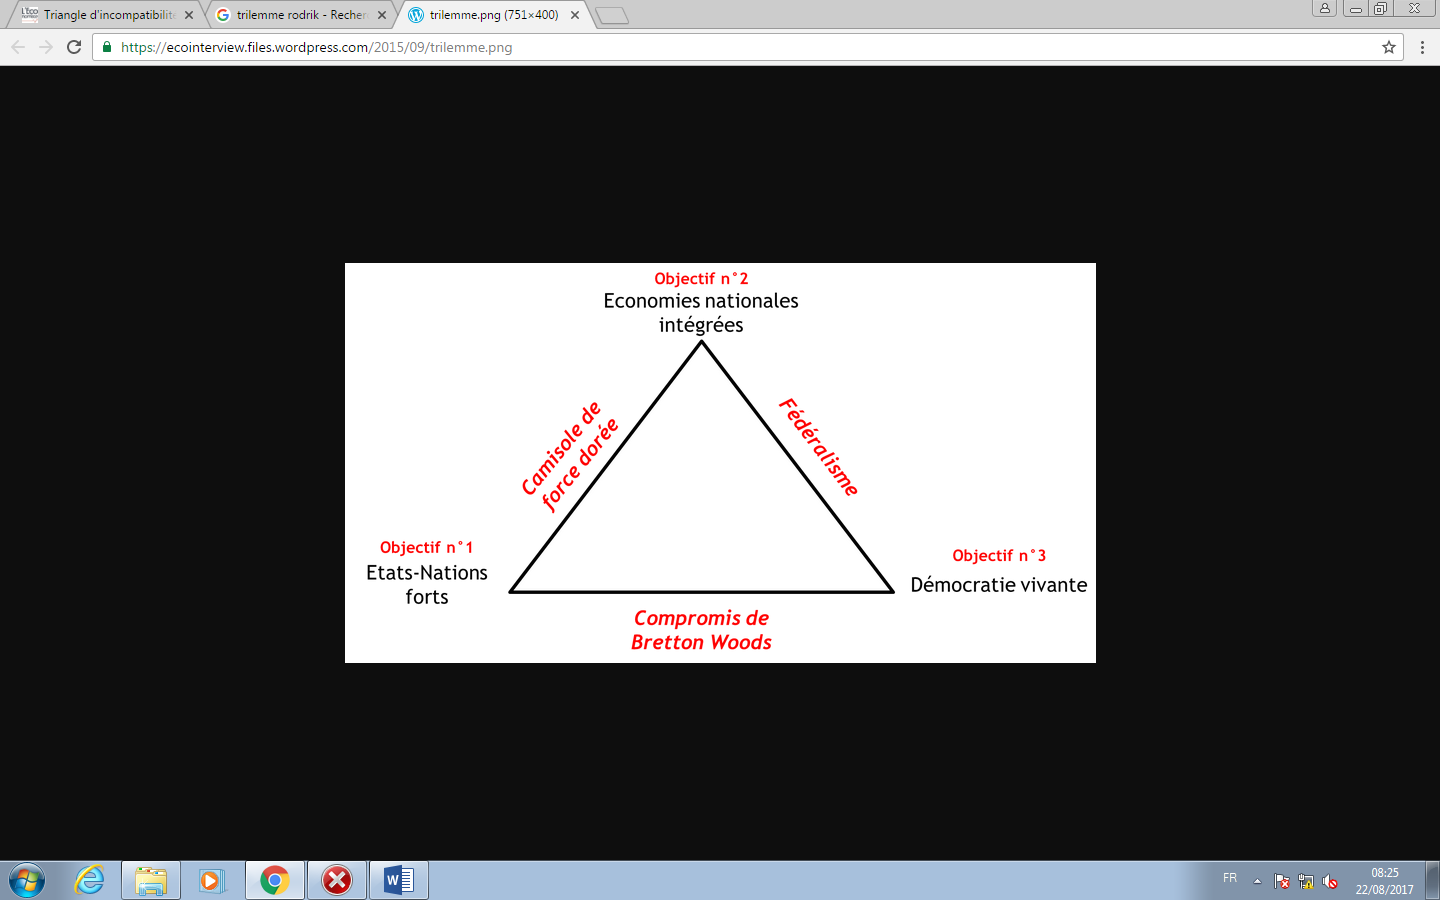 Triangle d'incompatibilité
trilemme rodrik - Recher
trilemme.png (751×400)
https://ecointerview.files.wordpress.com/2015/09/trilemme.png
Objectif n°2
Economies nationales
intégrées
Camisole de
force dorée
Fédéralisme
Objectif n°1
Etats-Nations
forts
Objectif n°3
Démocratie vivante
Compromis de
Bretton Woods
FR
08:25
22/08/2017